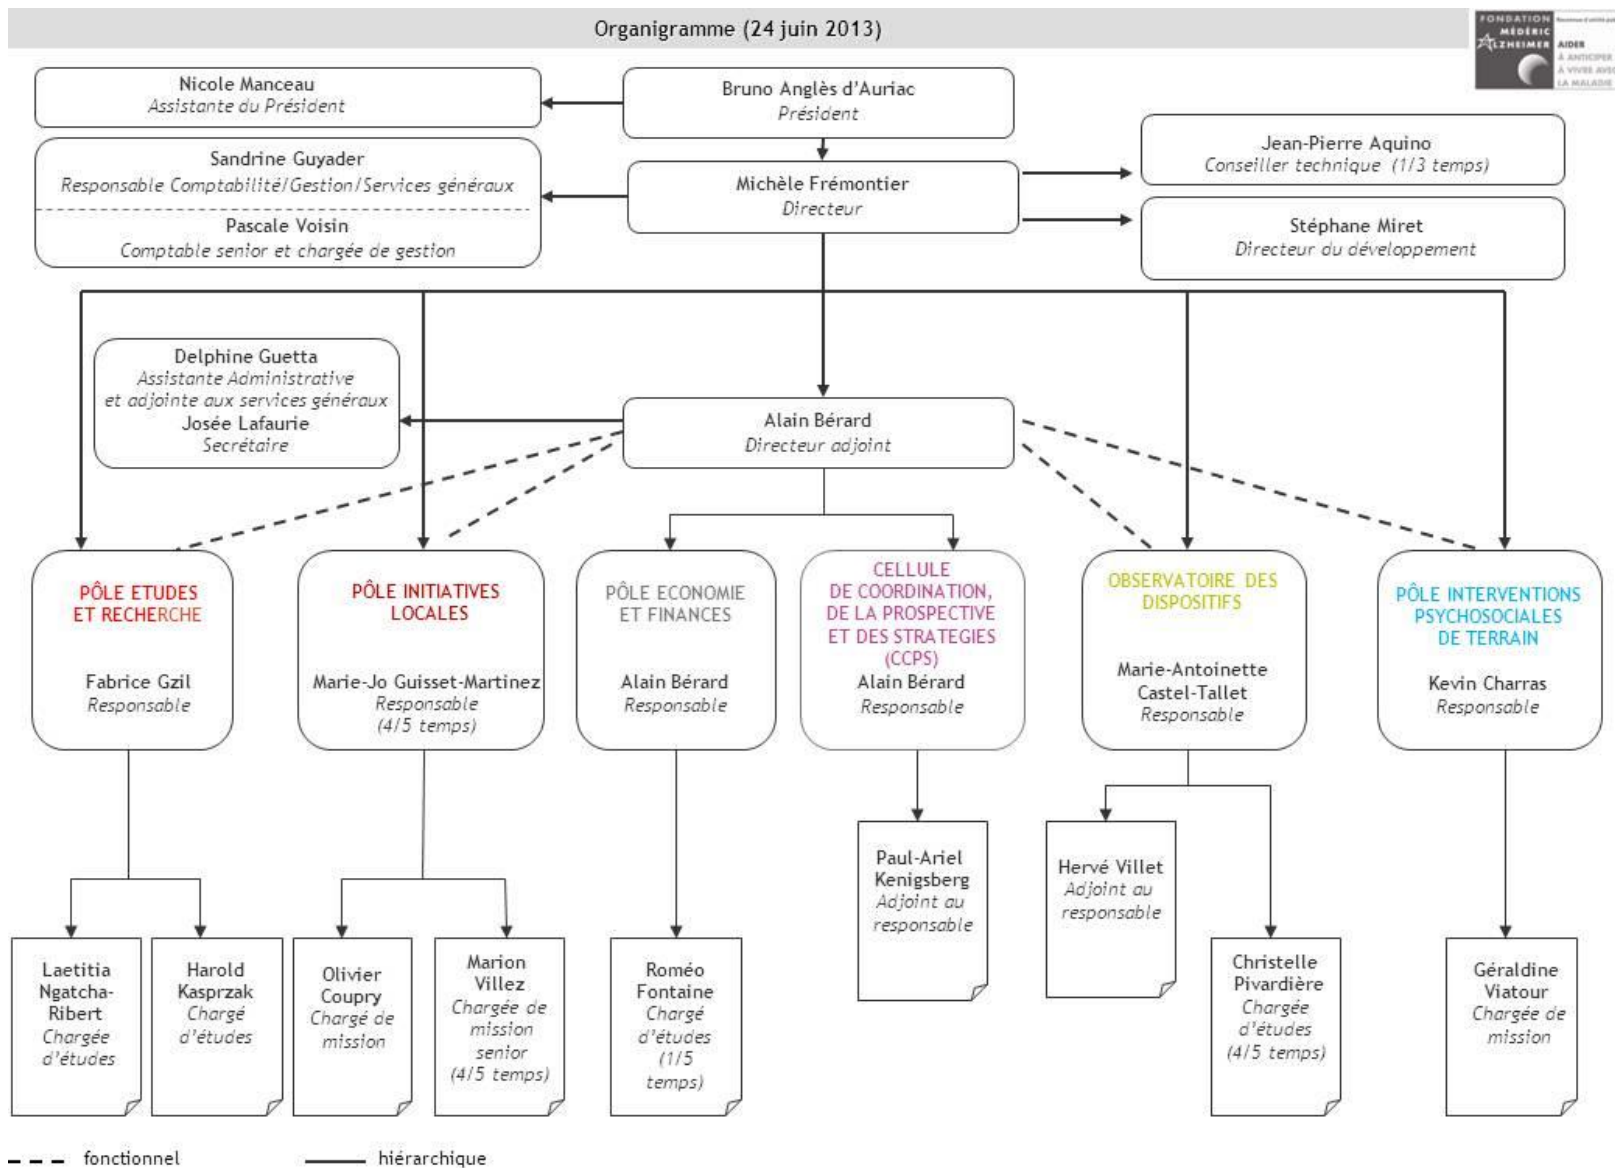 Organigramme (24 juin 2013)
FONDATION
MÉDÉRIC
ALZHEIMER
AIDER
À ANTICIPER
À VIVRE AVEC
LA MALADIE
Nicole Manceau
Assistante du Président
Bruno Anglès d'Auriac
Président
Sandrine Guyader
Responsable Comptabilité/Gestion/Services généraux
Pascale Voisin
Comptable senior et chargée de gestion
Michèle Frémontier
Directeur
Jean-Pierre Aquino
Conseiller technique (1/3 temps)
Stéphane Miret
Directeur du développement
Delphine Guetta
Assistante Administrative
et adjointe aux services généraux
Josée Lafaurie
Secrétaire
Alain Bérard
Directeur adjoint
PÔLE ETUDES
ET RECHERCHE
Fabrice Gzil
Responsable
PÔLE INITIATIVES
LOCALES
Marie-Jo Guisset-Martinez
Responsable
(4/5 temps)
PÔLE ECONOMIE
ET FINANCES
Alain Bérard
Responsable
CELLULE
DE COORDINATION,
DE LA PROSPECTIVE
ET DES STRATEGIES
(CCPS)
Alain Bérard
Responsable
OBSERVATOIRE DES
DISPOSITIFS
Marie-Antoinette
Castel-Tallet
Responsable
PÔLE INTERVENTIONS
PSYCHOSOCIALES
DE TERRAIN
Kevin Charras
Responsable
Laetitia
Ngatcha-
Ribert
Chargée
d'études
Harold
Kasprzak
Chargé
d'études
Olivier
Coupry
Chargé de
mission
Marion
Villez
Chargée de
mission
senior
(4/5 temps)
Roméo
Fontaine
Chargé
d'études
(1/5
temps)
Paul-Ariel
Kenigsberg
Adjoint au
responsable
Hervé Villet
Adjoint au
responsable
Christelle
Pivardière
Chargée
d'études
(4/5 temps)
Géraldine
Viatour
Chargée de
mission
fonctionnel
hiérarchique